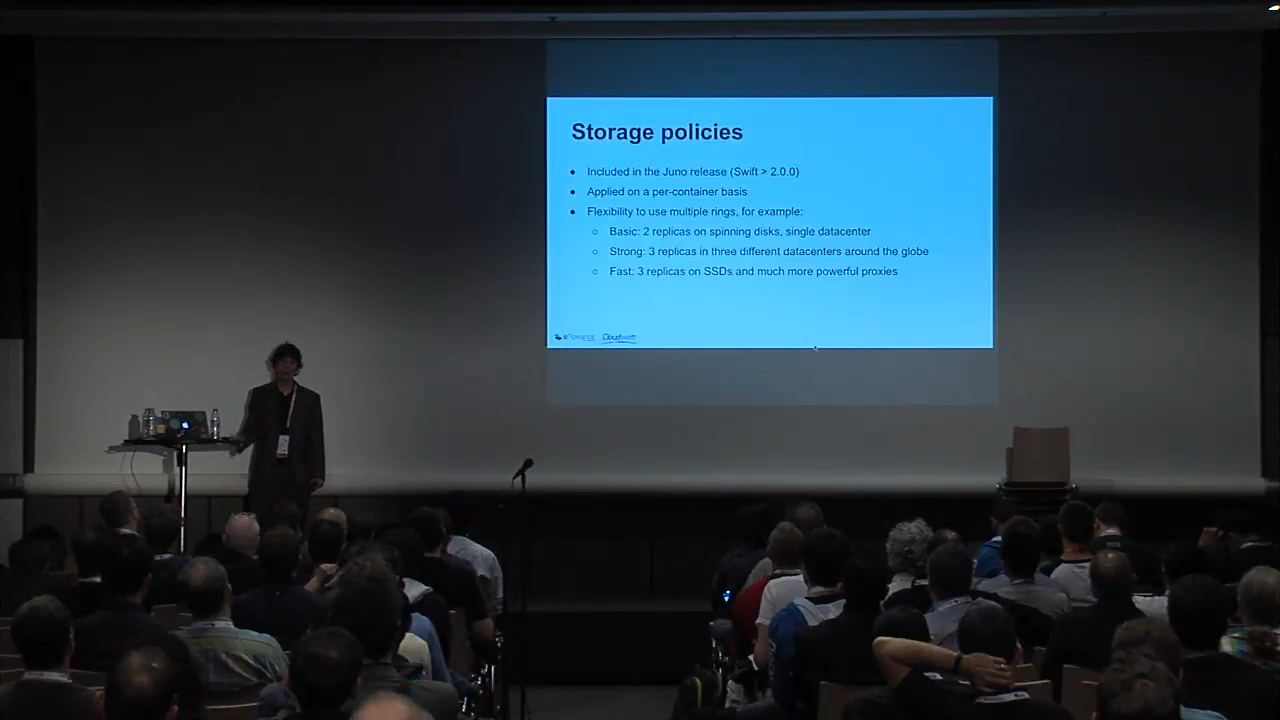 Storage policies
● Included in the Juno release (Swift > 2.0.0)
● Applied on a per-container basis
● Flexibility to use multiple rings, for example:
○ Basic: 2 replicas on spinning disks, single datacenter
○ Strong: 3 replicas in three different datacenters around the globe
○ Fast: 3 replicas on SSDs and much more powerful proxies
eNovance Cloudwatt